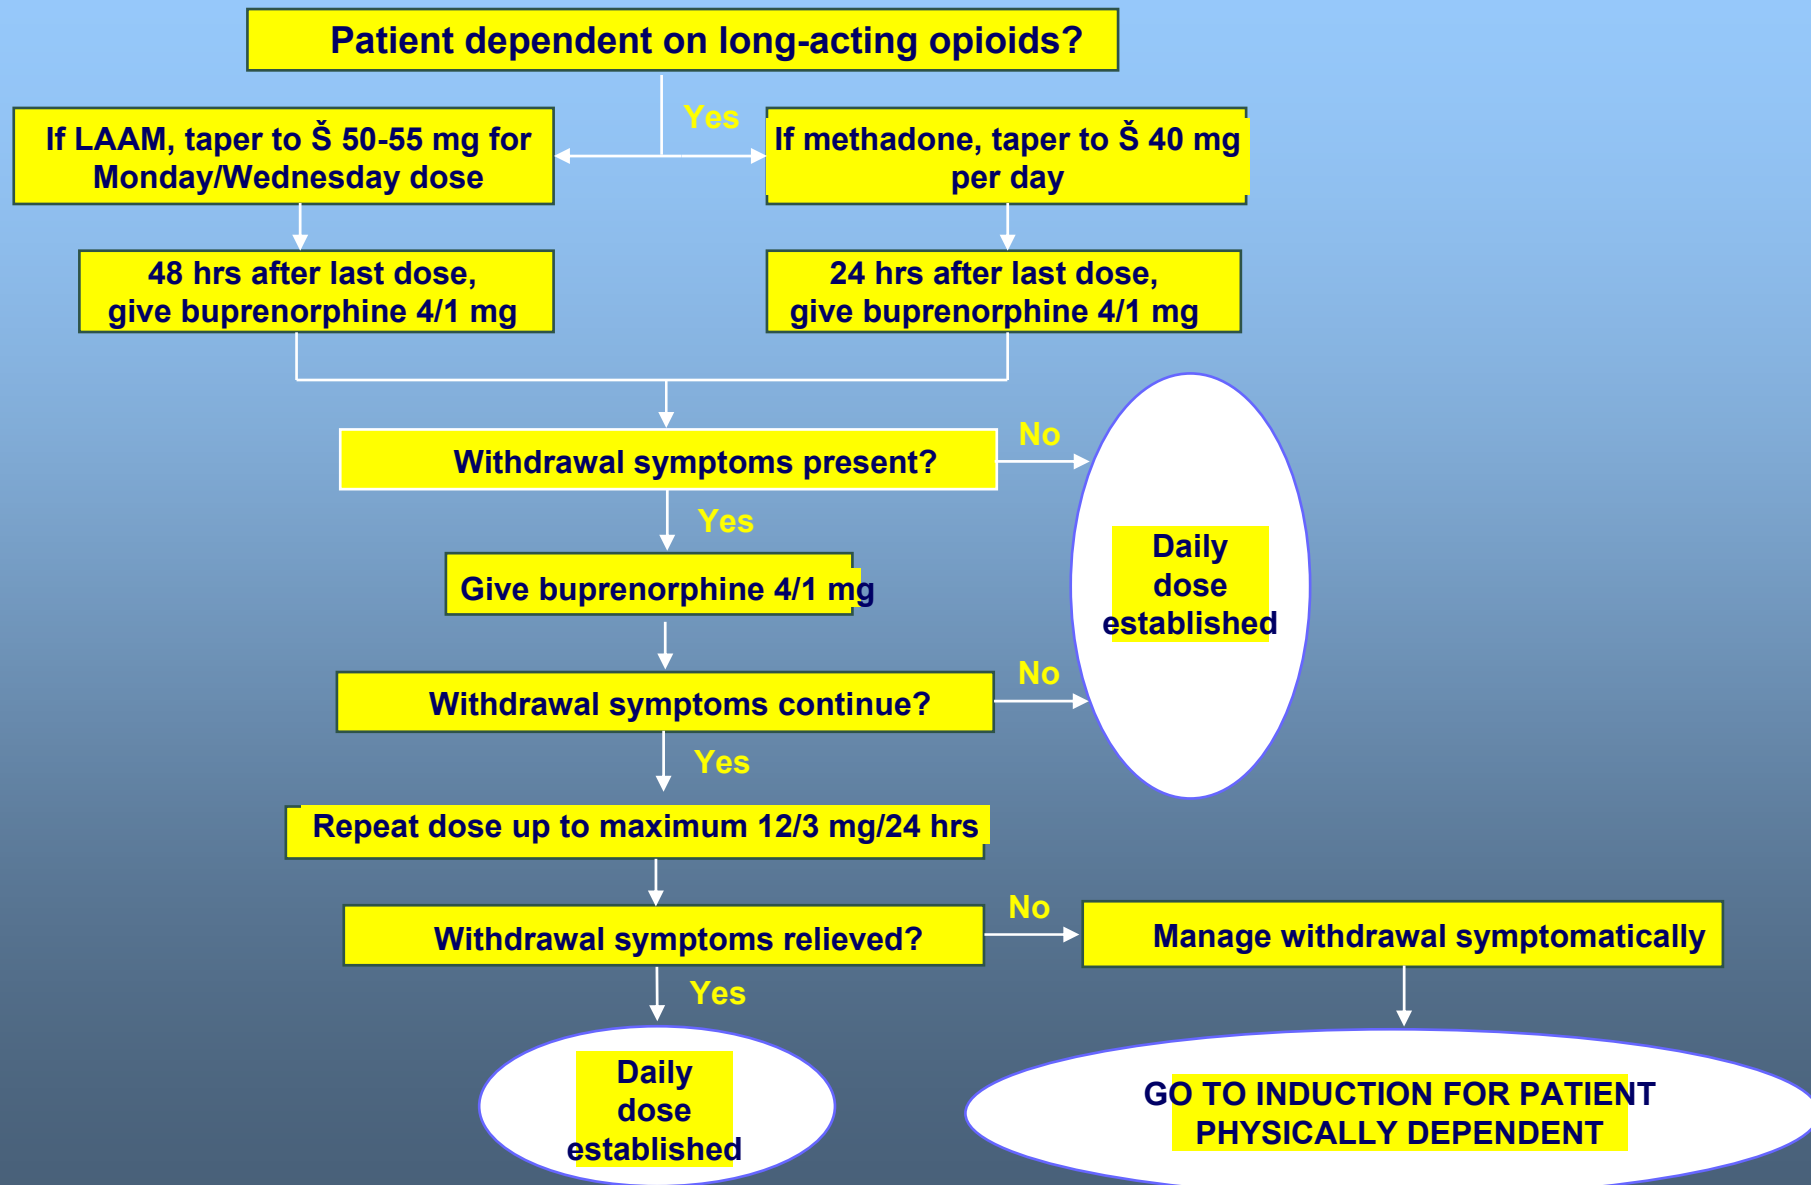 Patient dependent on long-acting opioids?
Yes
If LAAM, taper to Š 50-55 mg for
Monday/Wednesday dose
If methadone, taper to Š 40 mg
per day
48 hrs after last dose,
give buprenorphine 4/1 mg
24 hrs after last dose,
give buprenorphine 4/1 mg
Withdrawal symptoms present?
No
Yes
Daily
dose
established
Give buprenorphine 4/1 mg
Withdrawal symptoms continue?
No
Yes
Repeat dose up to maximum 12/3 mg/24 hrs
Withdrawal symptoms relieved?
No
Manage withdrawal symptomatically
Yes
Daily
dose
established
GO TO INDUCTION FOR PATIENT
PHYSICALLY DEPENDENT